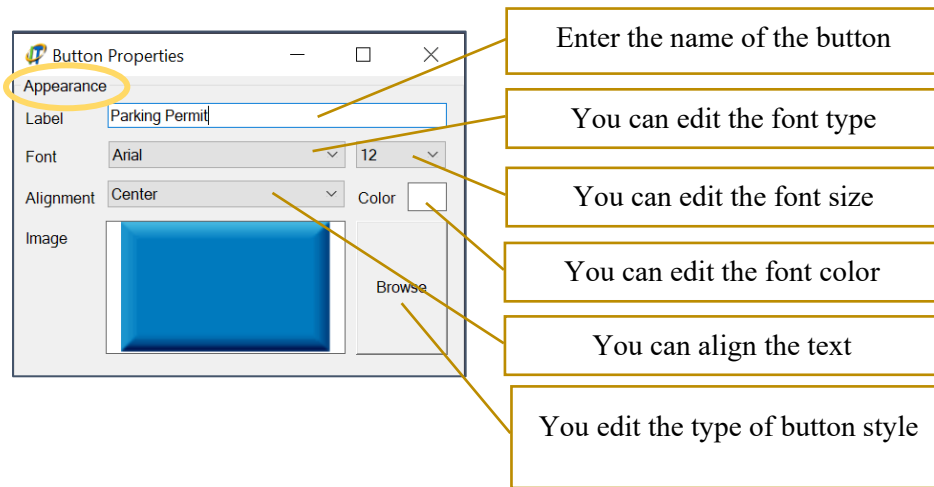 Button Properties
Appearance
Label Parking Permit
Font Arial 12
Alignment Center Color
Image
Browse
Enter the name of the button
You can edit the font type
You can edit the font size
You can edit the font color
You can align the text
You edit the type of button style